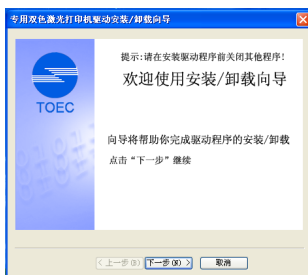 专用双色激光打印机驱动安装/卸载向导
提示:请在安装驱动程序前关闭其他程序!
欢迎使用安装/卸载向导
TOEC
向导将帮助你完成驱动程序的安装/卸载
点击“下一步”继续
<上一步(B)
下一步(N) >
取消